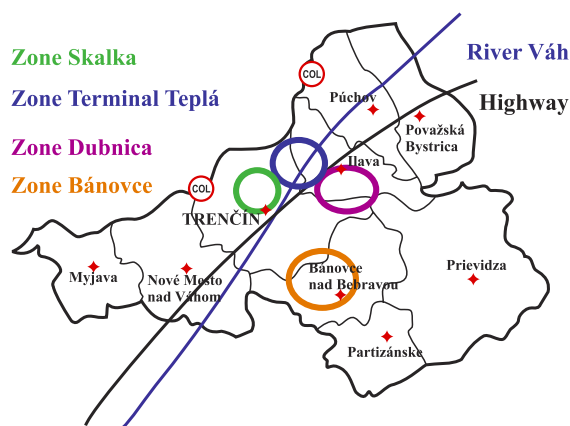 Zone Skalka
Zone Terminal Teplá
Zone Dubnica
Zone Bánovce
River Váh
Highway
COL
Púchov
Považská
Bystrica
Ilava
COL
TRENČÍN
Myjava
Nové Mesto
nad Váhom
Bánovce
nad Bebravou
Prievidza
Partizánske